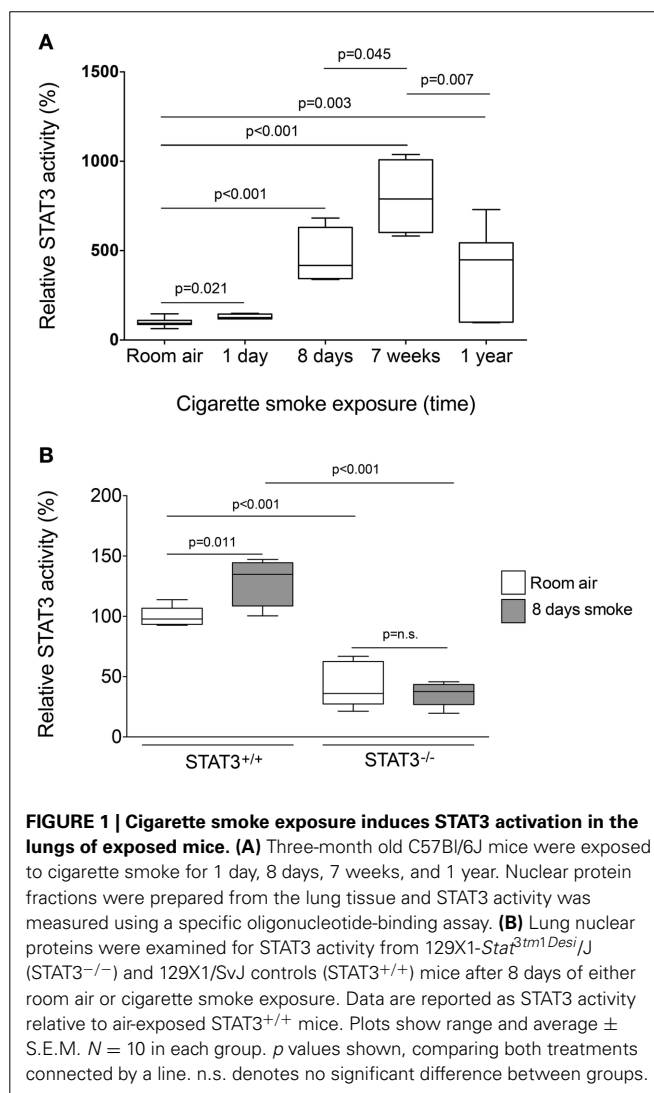 A
p=0.045
p=0.007
p=0.003
p<0.001
p<0.001
p=0.021
1500
1000
500
0
Relative STAT3 activity (%)
Room air 1 day 8 days 7 weeks 1 year
Cigarette smoke exposure (time)
B
p<0.001
p<0.001
p=0.011
p=n.s.
200
150
100
50
0
Relative STAT3 activity (%)
Room air
8 days smoke
STAT3+/+ STAT3-/-
FIGURE 1 | Cigarette smoke exposure induces STAT3 activation in the
lungs of exposed mice. (A) Three-month old C57Bl/6J mice were exposed
to cigarette smoke for 1 day, 8 days, 7 weeks, and 1 year. Nuclear protein
fractions were prepared from the lung tissue and STAT3 activity was
measured using a specific oligonucleotide-binding assay. (B) Lung nuclear
proteins were examined for STAT3 activity from 129X1-Stat3tm1Desi/J
(STAT3−/−) and 129X1/SvJ controls (STAT3+/+) mice after 8 days of either
room air or cigarette smoke exposure. Data are reported as STAT3 activity
relative to air-exposed STAT3+/+ mice. Plots show range and average ±
S.E.M. N = 10 in each group. p values shown, comparing both treatments
connected by a line. n.s. denotes no significant difference between groups.